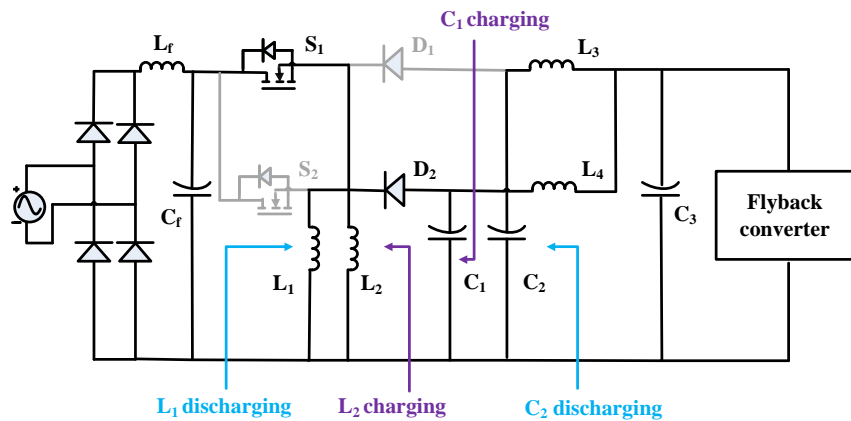 C1 charging
Lf
S1
D1
L3
S2
D2
L4
+
−
Cf
C3
Flyback
converter
L1
L2
C1
C2
L1 discharging
L2 charging
C2 discharging